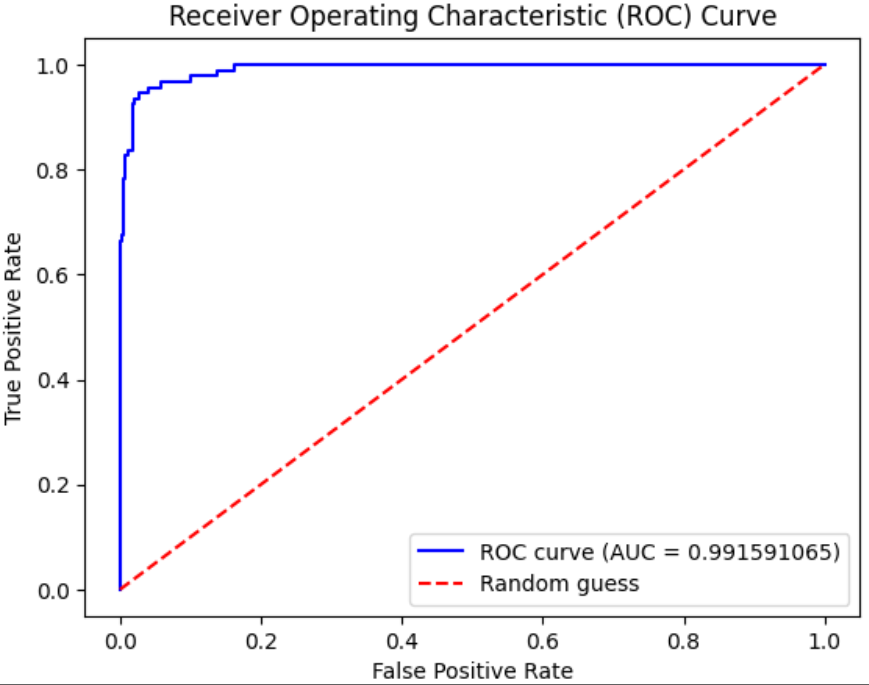 Receiver Operating Characteristic (ROC) Curve
1.0
0.8
0.6
0.4
0.2
0.0
True Positive Rate
ROC curve (AUC = 0.991591065)
Random guess
0.0 0.2 0.4 0.6 0.8 1.0
False Positive Rate